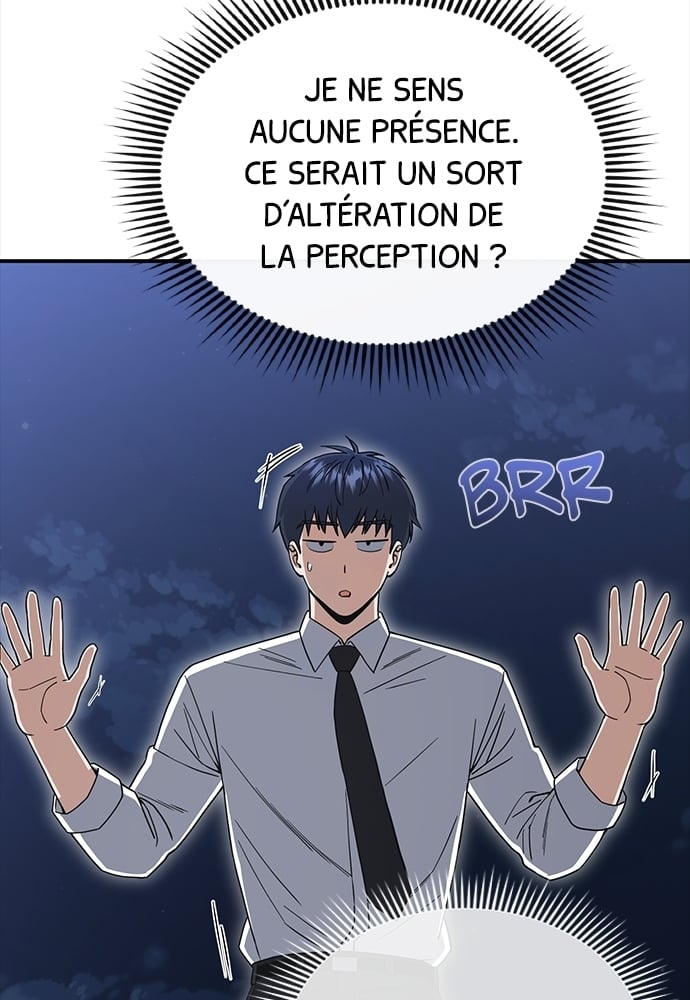 JE NE SENS
AUCUNE PRÉSENCE.
CE SERAIT UN SORT
D'ALTÉRATION DE
LA PERCEPTION ?
BRR